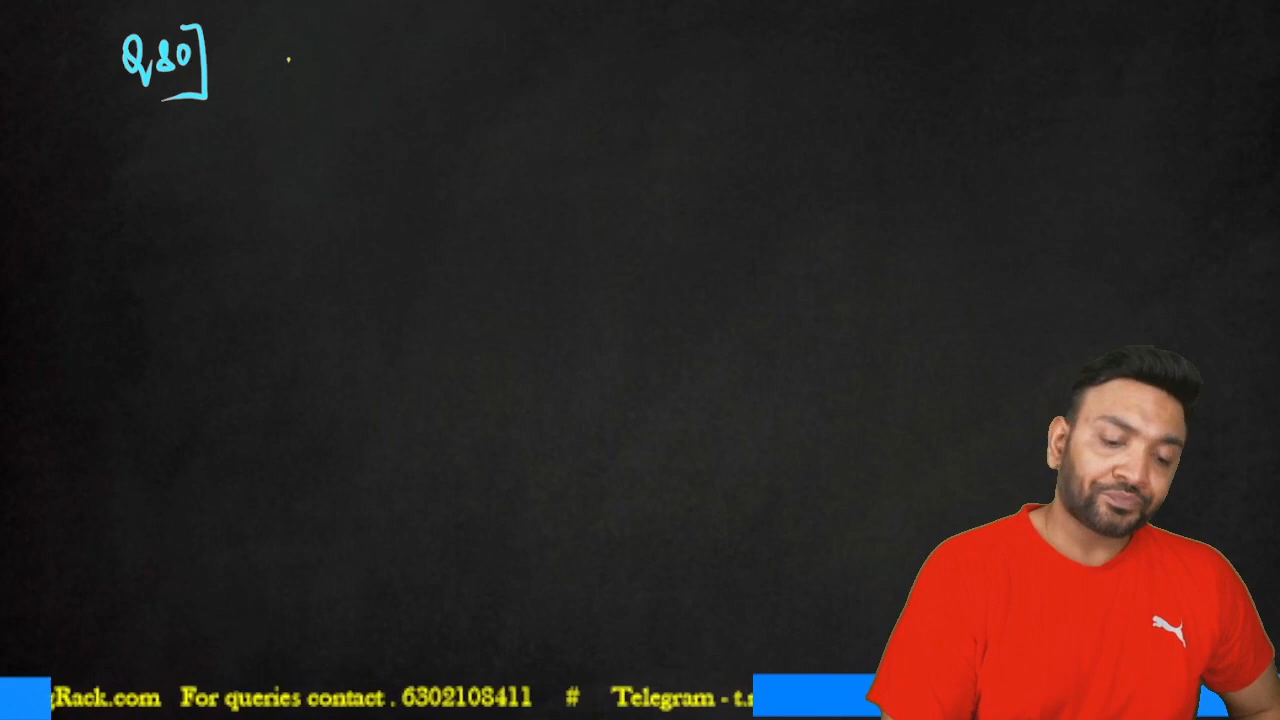 Q80]
gRack.com For queries contact . 6302108411 # Telegram - t.